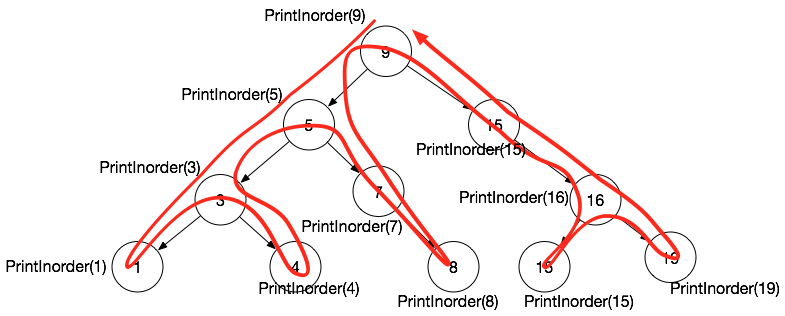 PrintInorder(9)
9
PrintInorder(5)
5
15
PrintInorder(15)
PrintInorder(3)
3
7
PrintInorder(7)
PrintInorder(16)
16
PrintInorder(1)
1
4
PrintInorder(4)
8
PrintInorder(8)
15
PrintInorder(15)
19
PrintInorder(19)